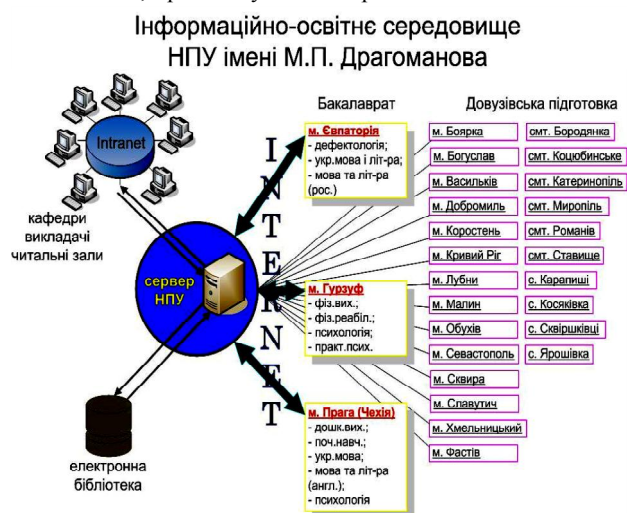 Інформаційно-освітнє середовище
НПУ імені М.П. Драгоманова
Бакалаврат
Довузівська підготовка
Intranet
кафедри
викладачі
читальні зали
сервер
НПУ
електронна
бібліотека
INTERNET
м. Євпаторія
- дефектологія;
- укр.мова і літ-ра;
- мова та літ-ра
(рос.)
м. Гурзуф
- фіз.вих.;
- фіз.реабіл.;
- психологія;
- практ.псих.
м. Прага (Чехія)
- дошк.вих.;
- поч.навч.;
- укр.мова;
- мова та літ-ра
(англ.);
- психологія
м. Боярка
м. Богуслав
м. Васильків
м. Добромиль
м. Коростень
м. Кривий Ріг
м. Лубни
м. Малин
м. Обухів
м. Севастополь
м. Сквира
м. Славутич
м. Хмельницький
м. Фастів
смт. Бородянка
смт. Коцюбинське
смт. Катеринопіль
смт. Миропіль
смт. Романів
смт. Ставище
с. Карапиші
с. Косяківка
с. Сквіршківці
с. Ярошівка